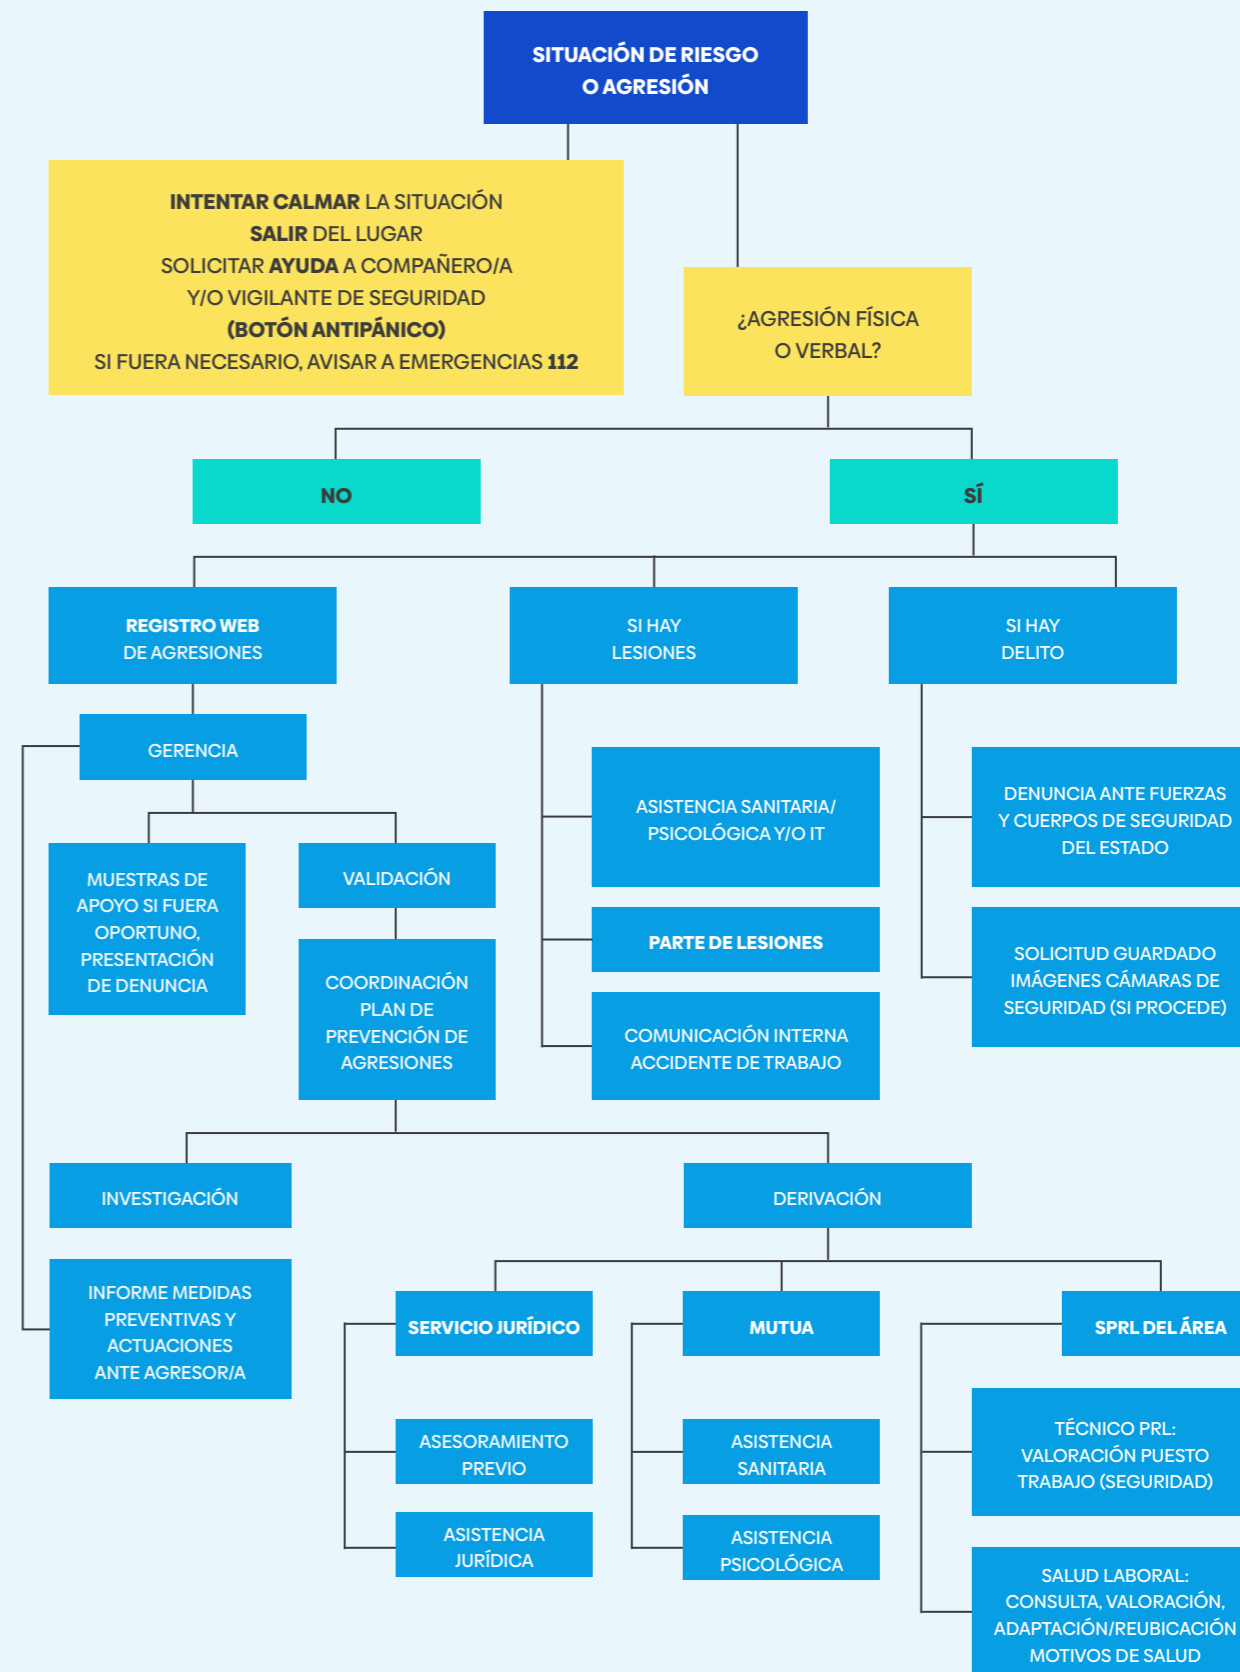 SITUACIÓN DE RIESGO
O AGRESIÓN
INTENTAR CALMAR LA SITUACIÓN
SALIR DEL LUGAR
SOLICITAR AYUDA A COMPAÑERO/A
Y/O VIGILANTE DE SEGURIDAD
(BOTÓN ANTIPÁNICO)
SI FUERA NECESARIO, AVISAR A EMERGENCIAS 112
¿AGRESIÓN FÍSICA
O VERBAL?
NO
SÍ
REGISTRO WEB
DE AGRESIONES
SI HAY
LESIONES
SI HAY
DELITO
GERENCIA
MUESTRAS DE
APOYO SI FUERA
OPORTUNO,
PRESENTACIÓN
DE DENUNCIA
VALIDACIÓN
COORDINACIÓN
PLAN DE
PREVENCIÓN DE
AGRESIONES
ASISTENCIA SANITARIA/
PSICOLÓGICA Y/O IT
PARTE DE LESIONES
COMUNICACIÓN INTERNA
ACCIDENTE DE TRABAJO
DENUNCIA ANTE FUERZAS
Y CUERPOS DE SEGURIDAD
DEL ESTADO
SOLICITUD GUARDADO
IMÁGENES CÁMARAS DE
SEGURIDAD (SI PROCEDE)
INVESTIGACIÓN
DERIVACIÓN
INFORME MEDIDAS
PREVENTIVAS Y
ACTUACIONES
ANTE AGRESOR/A
SERVICIO JURÍDICO
ASESORAMIENTO
PREVIO
ASISTENCIA
JURÍDICA
MUTUA
ASISTENCIA
SANITARIA
ASISTENCIA
PSICOLÓGICA
SPRL DEL ÁREA
TÉCNICO PRL:
VALORACIÓN PUESTO
TRABAJO (SEGURIDAD)
SALUD LABORAL:
CONSULTA, VALORACIÓN,
ADAPTACIÓN/REUBICACIÓN
MOTIVOS DE SALUD